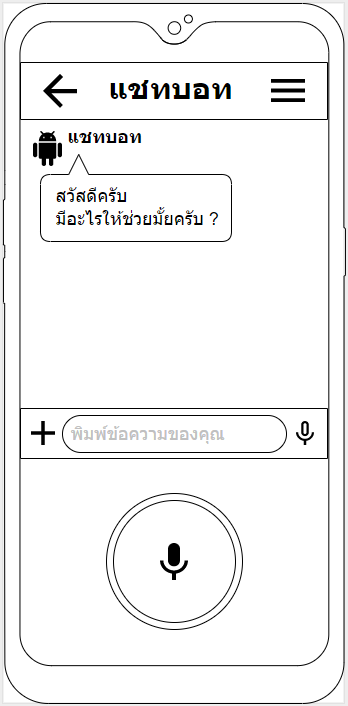 แชทบอท
แชทบอท
สวัสดีครับ
มีอะไรให้ช่วยมั้ยครับ ?
พิมพ์ข้อความของคุณ